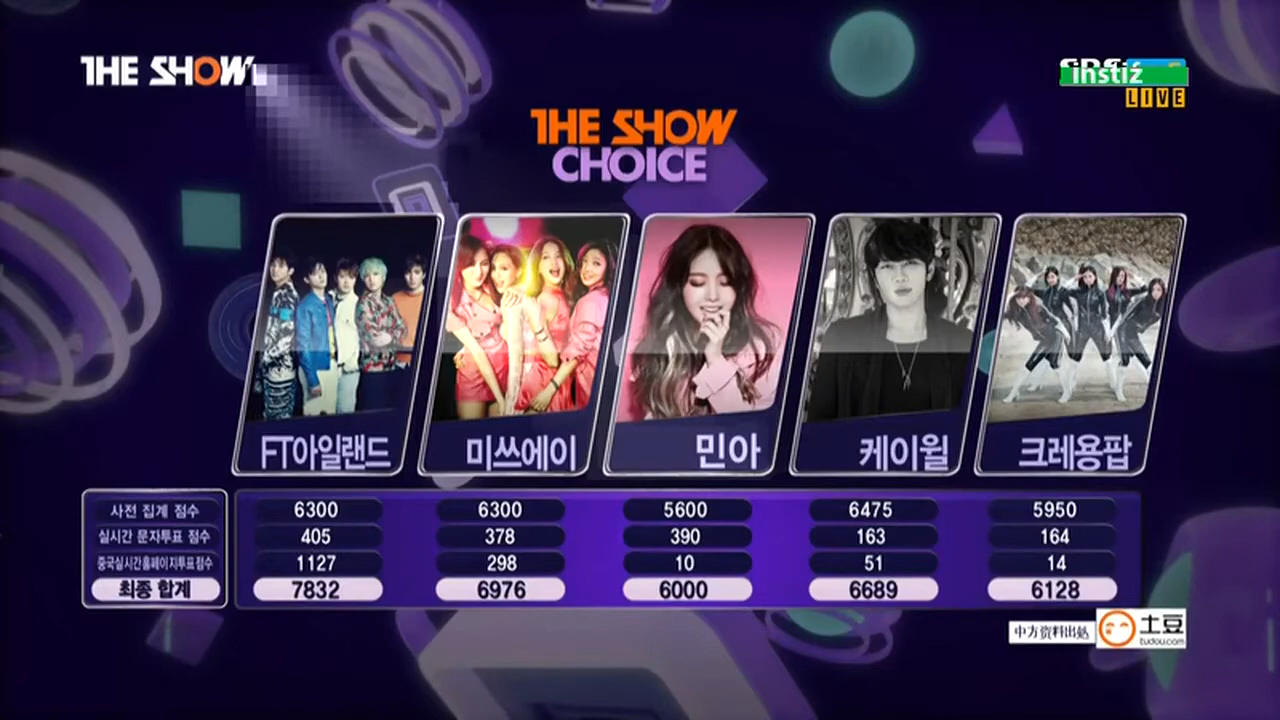 THE SHOW
instiz
LIVE
THE SHOW
CHOICE
FT아일랜드 미쓰에이 민아 케이윌 크레용팝
사전 집계 점수 6300 6300 5600 6475 5950
실시간 문자투표 점수 405 378 390 163 164
중국실시간홈페이지투표점수 1127 298 10 51 14
최종 합계 7832 6976 6000 6689 6128
中方资料出处 土豆
tudou.com